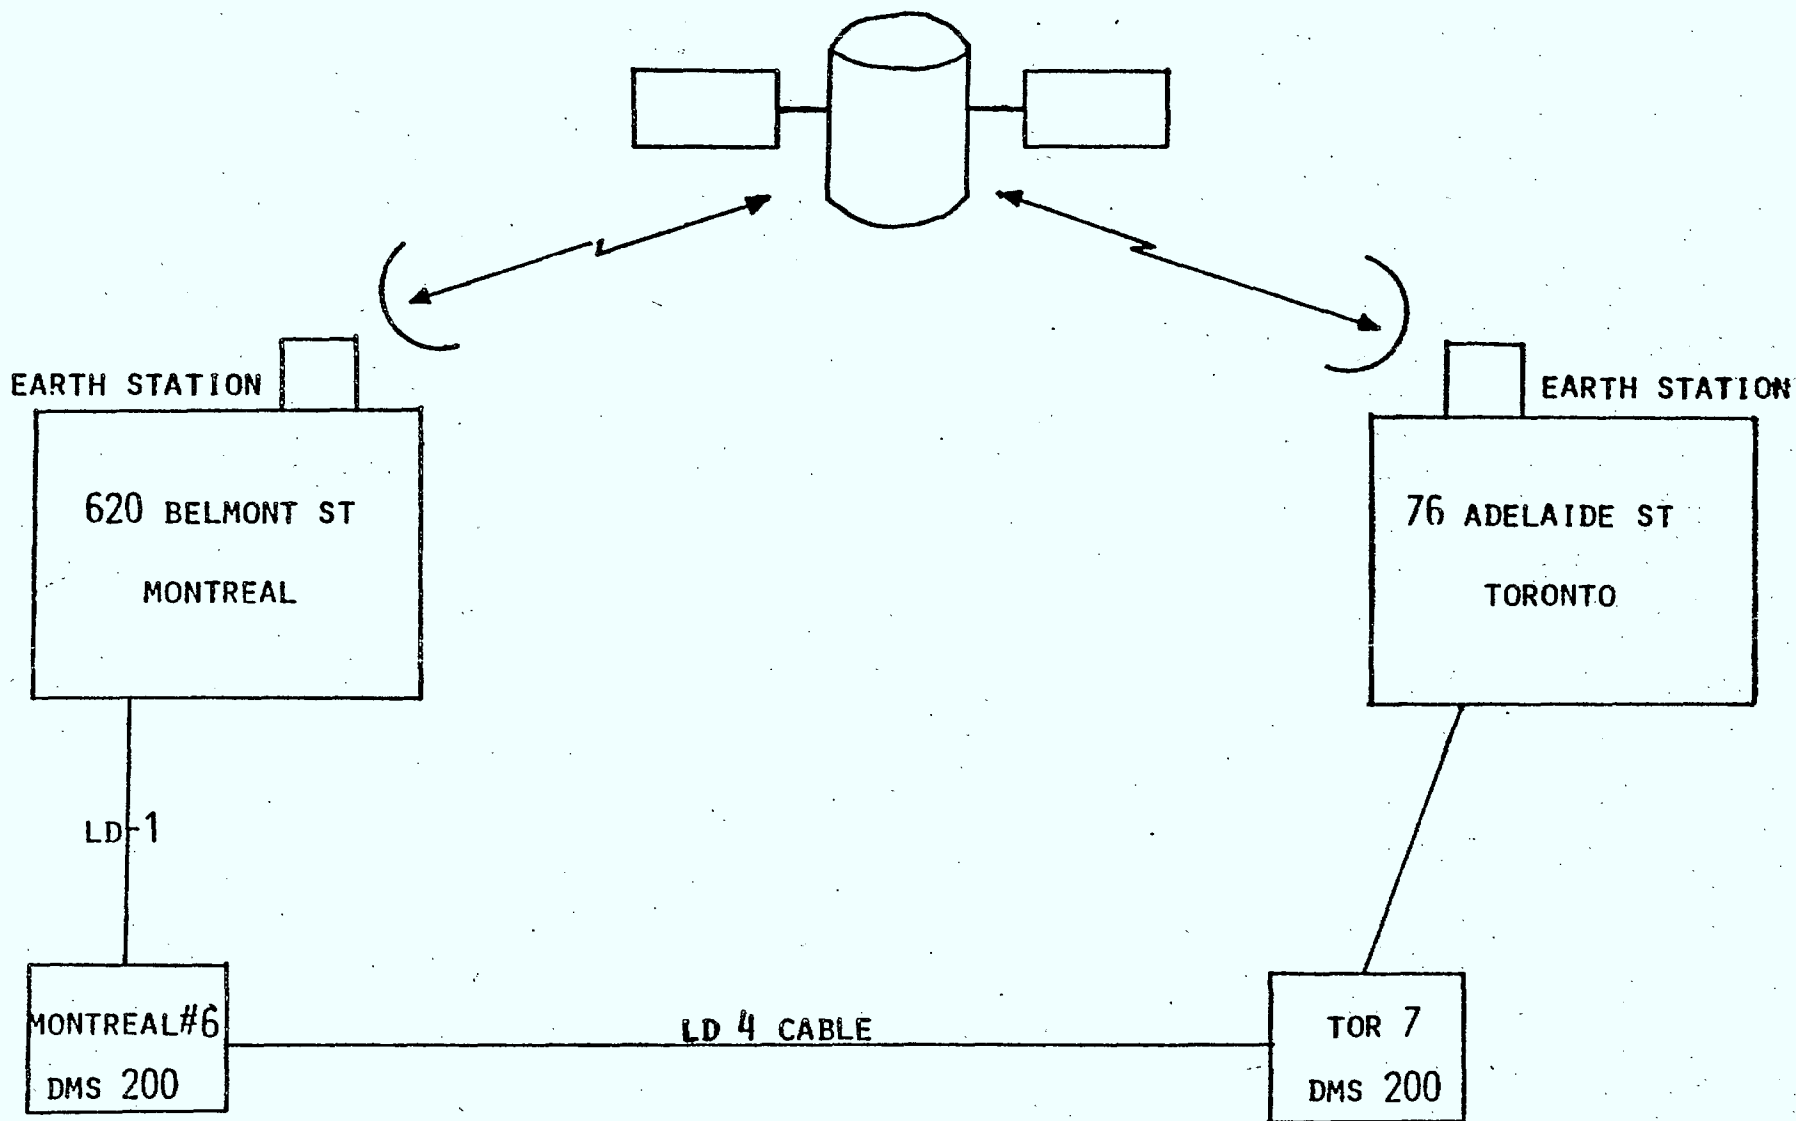 EARTH STATION
EARTH STATION
620 BELMONT ST
MONTREAL
76 ADELAIDE ST
TORONTO
LD-1
MONTREAL#6
DMS 200
LD 4 CABLE
TOR 7
DMS 200